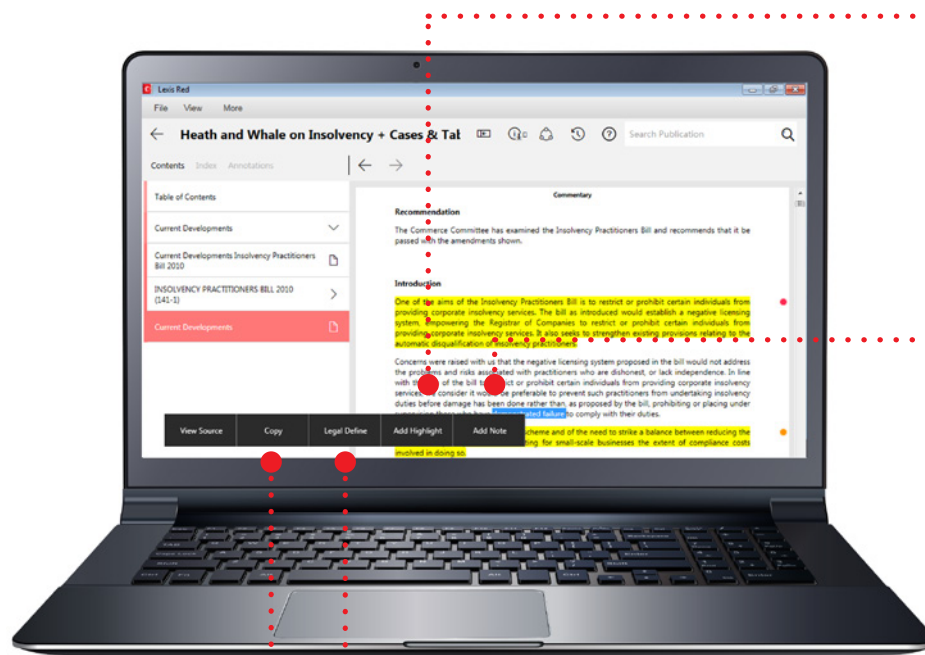 Lexis Red
File View More
Heath and Whale on Insolvency + Cases & Tal
Search Publication
Contents Index Annotations
Table of Contents
Current Developments
Current Developments Insolvency Practitioners
Bill 2010
INSOLVENCY PRACTITIONERS BILL 2010
(141-1)
Current Developments
Commentary
Recommendation
The Commerce Committee has examined the Insolvency Practitioners Bill and recommends that it be
passed with the amendments shown.
Introduction
One of the aims of the Insolvency Practitioners Bill is to restrict or prohibit certain individuals from
providing corporate insolvency services. The bill as introduced would establish a negative licensing
system, empowering the Registrar of Companies to restrict or prohibit certain individuals from
providing corporate insolvency services. It also seeks to strengthen existing provisions relating to the
automatic disqualification of insolvency practitioners.
Concerns were raised with us that the negative licensing system proposed in the bill would not address
the problems and risks associated with practitioners who are dishonest, or lack independence. In line
with of the bill to ict or prohibit certain individuals from providing corporate insolvency
services, consider it would be preferable to prevent such practitioners from undertaking insolvency
duties before damage has been done rather than, as proposed by the bill, prohibiting or placing under
failure to comply with their duties.
scheme and of the need to strike a balance between reducing the
ting for small-scale businesses the extent of compliance costs
involved in doing so.
View Source Copy Legal Define Add Highlight Add Note